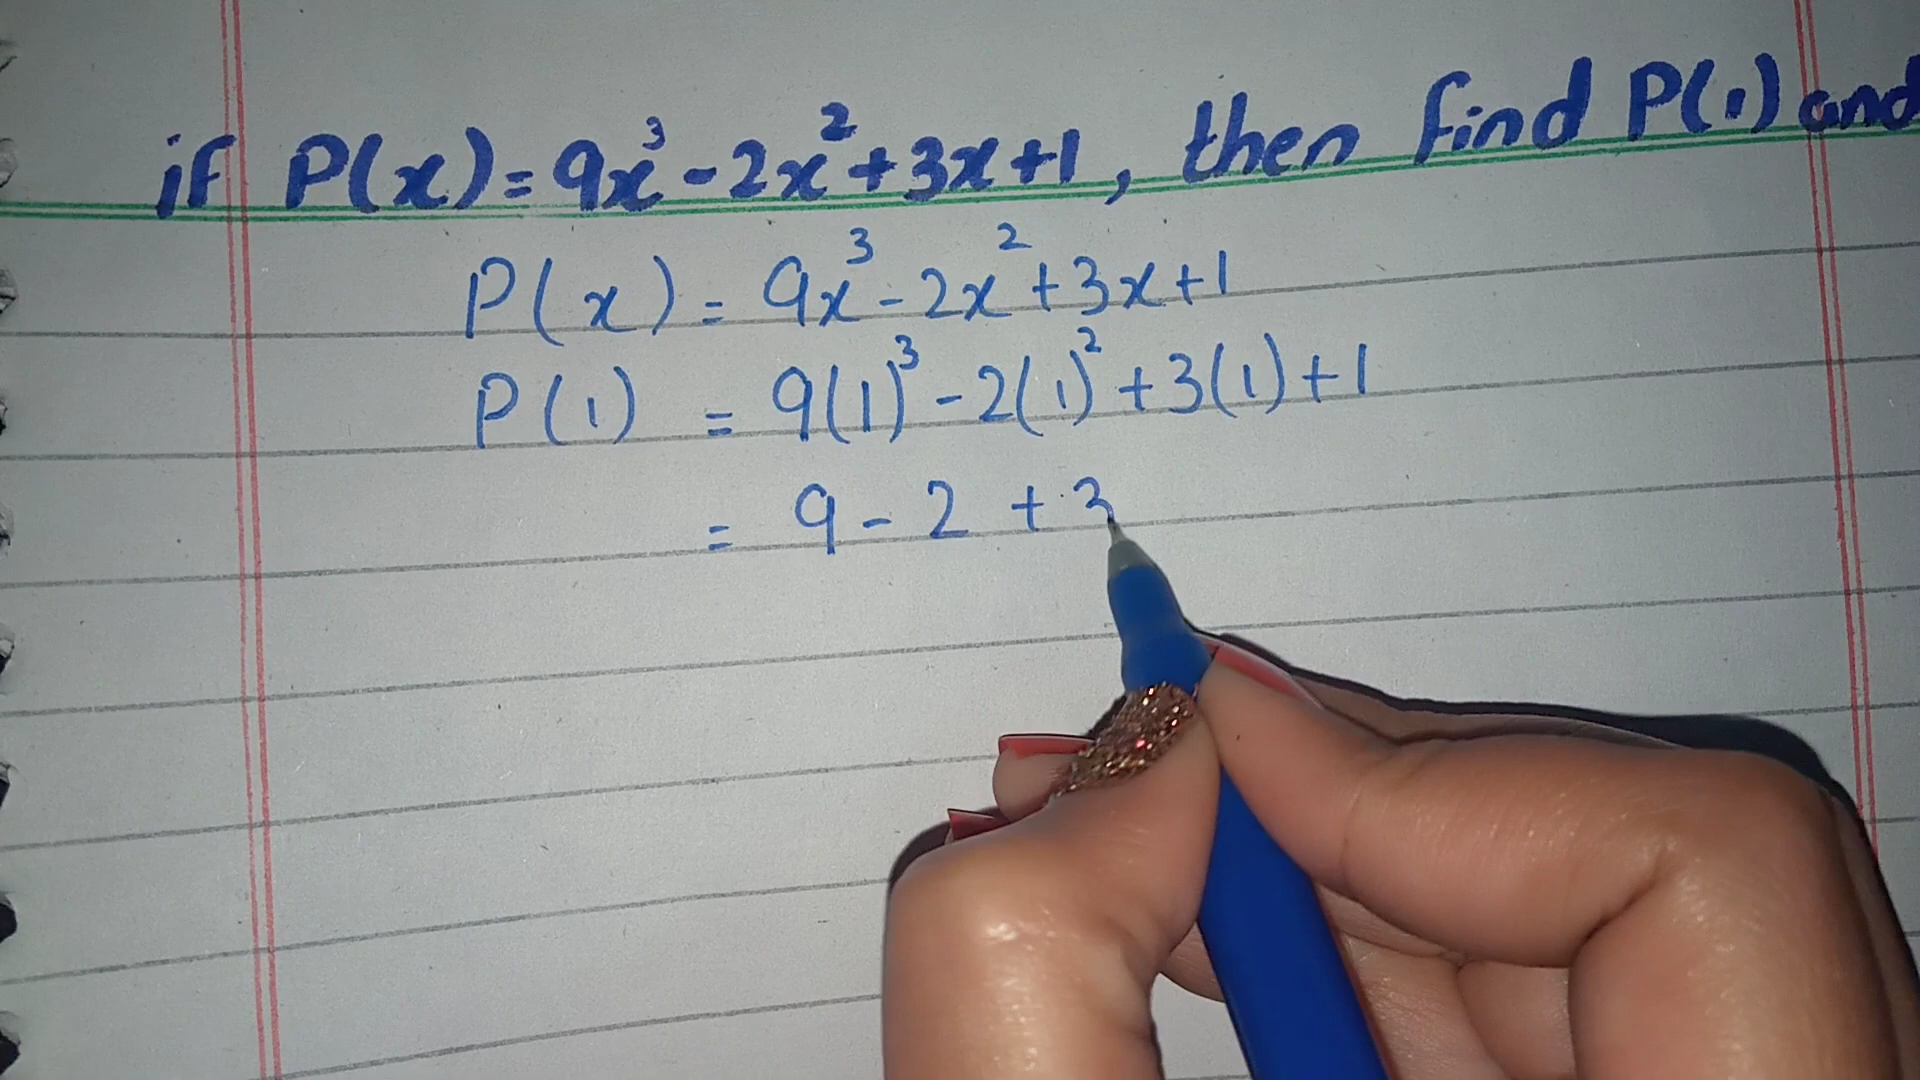 if P(x)=9x³-2x²+3x+1, then find P(1) and
P(x) = 9x³-2x²+3x+1
P(1) = 9(1)³-2(1)²+3(1)+1
= 9 - 2 + 3